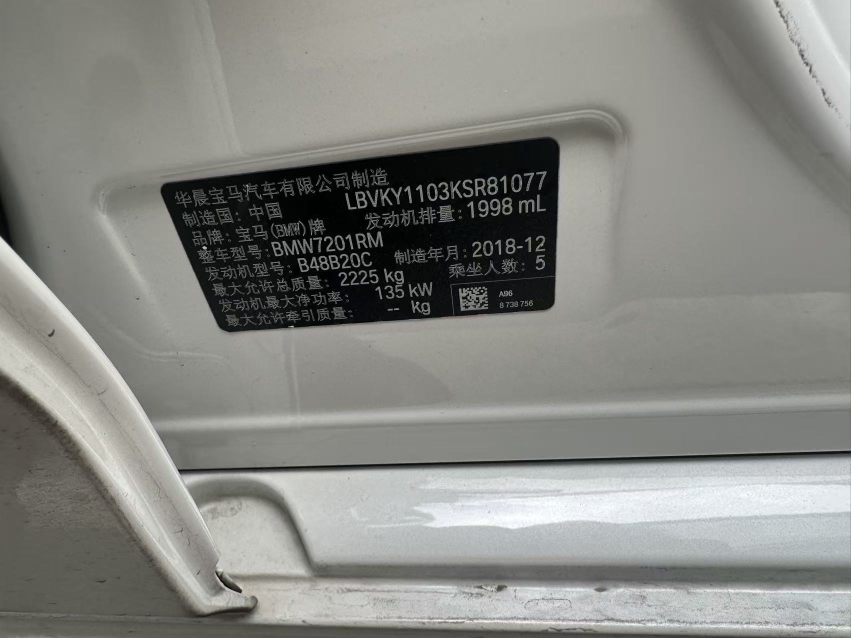 华晨宝马汽车有限公司制造
制造国：中国 LBVKY1103KSR81077
品牌：宝马(BMW)牌 发动机排量：1998 mL
整车型号：BMW7201RM
发动机型号：B48B20C 制造年月：2018-12
最大允许总质量：2225 kg 乘坐人数：5
发动机最大净功率：135 kW
最大允许牵引质量：-- kg
A96
8 738 756